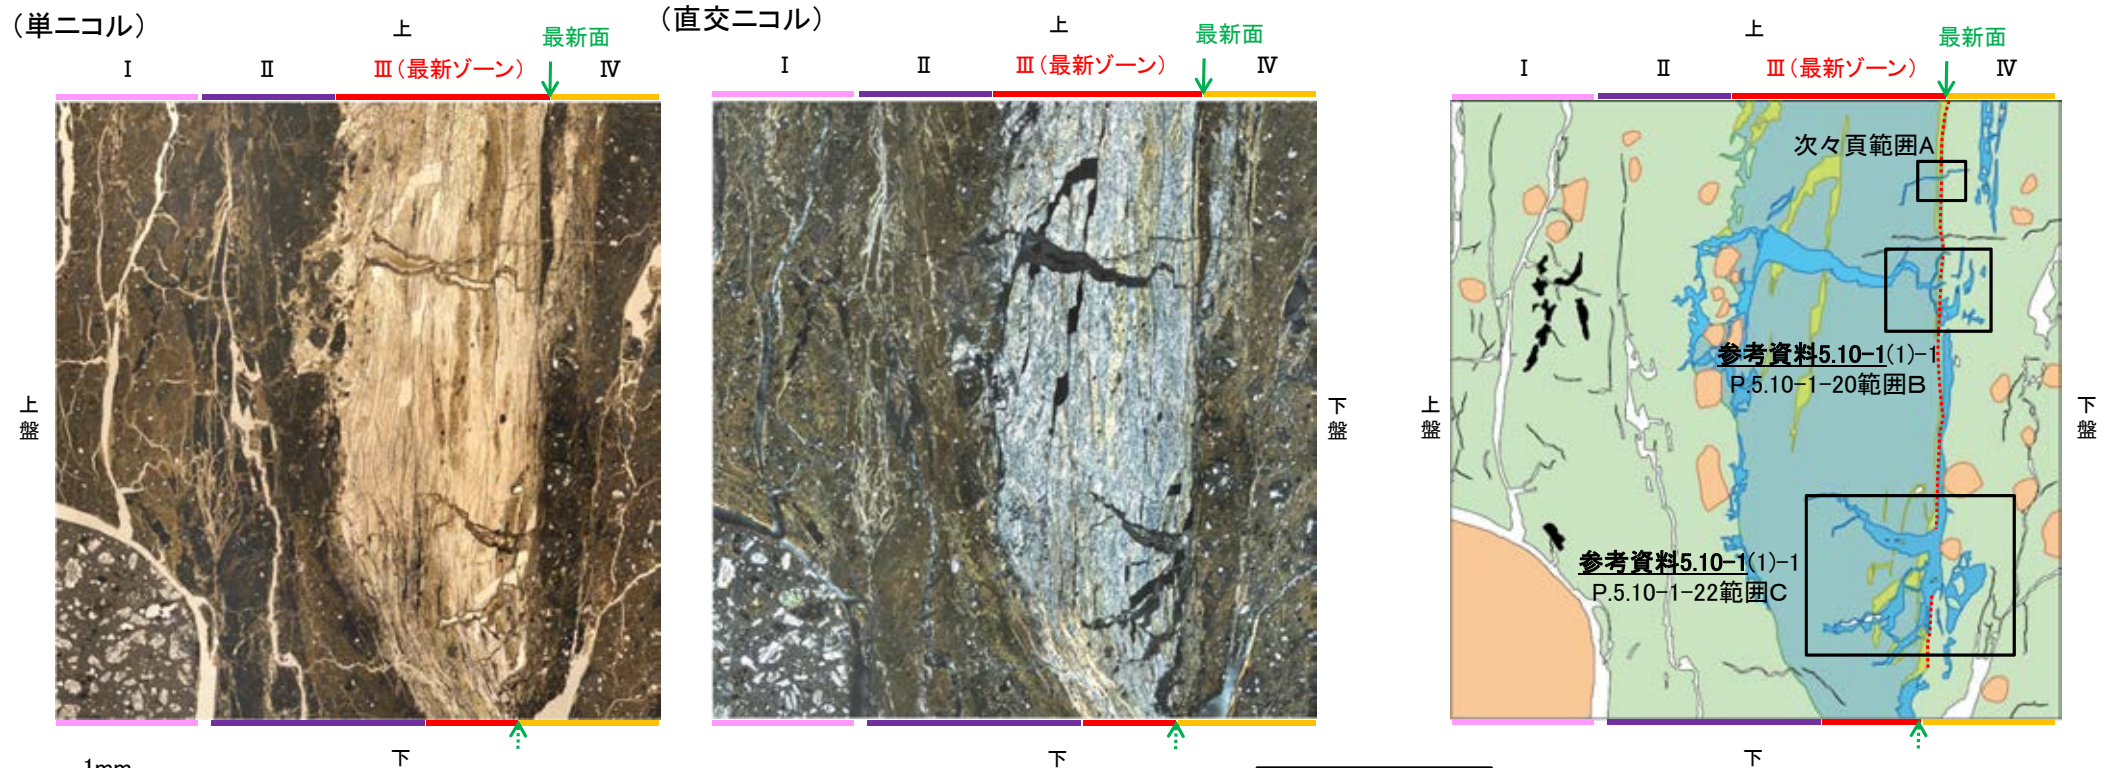 （単ニコル）
上
最新面
Ⅰ
Ⅱ
Ⅲ（最新ゾーン）
Ⅳ
上盤
下
1mm
（直交ニコル）
上
最新面
Ⅰ
Ⅱ
Ⅲ（最新ゾーン）
Ⅳ
下盤
下
上
最新面
Ⅰ
Ⅱ
Ⅲ（最新ゾーン）
Ⅳ
次々頁範囲A
参考資料5.10-1(1)-1
P.5.10-1-20範囲B
上盤
下盤
参考資料5.10-1(1)-1
P.5.10-1-22範囲C
下